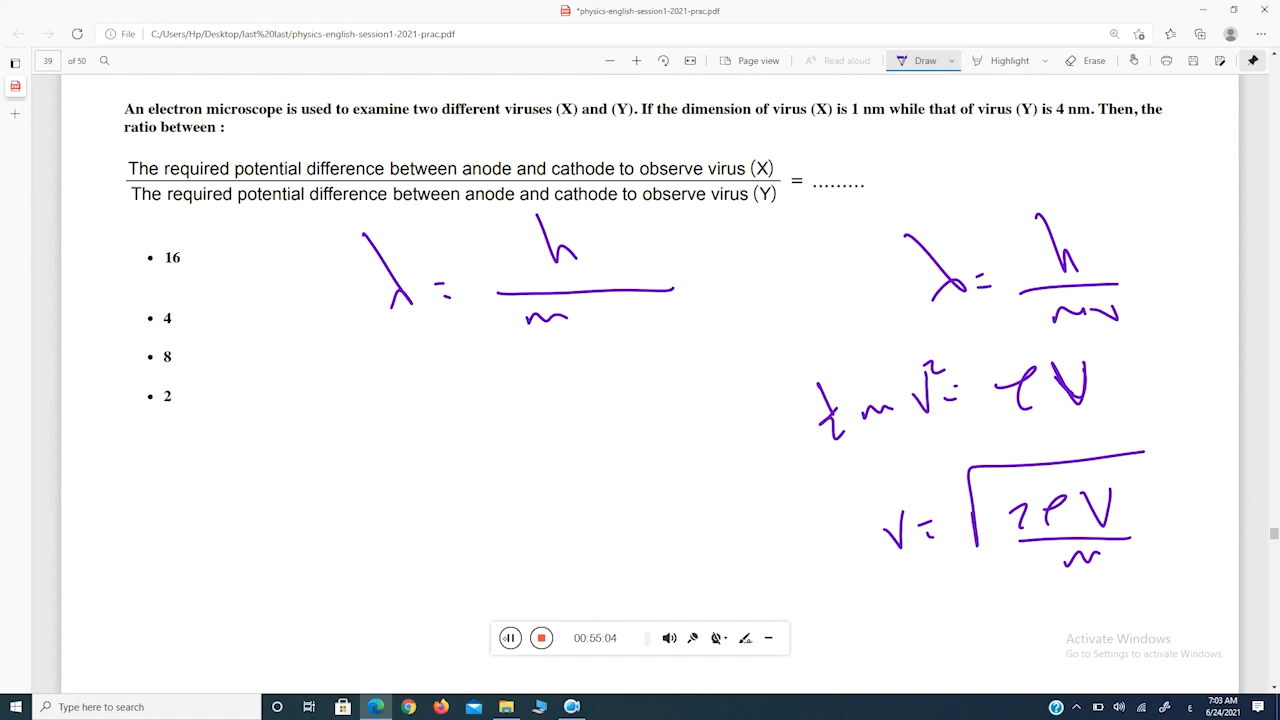 *physics-english-session1-2021-prac.pdf
File C:/Users/Hp/Desktop/last%20last/physics-english-session1-2021-prac.pdf
39 of 50 Page view Read aloud Draw Highlight Erase
An electron microscope is used to examine two different viruses (X) and (Y). If the dimension of virus (X) is 1 nm while that of virus (Y) is 4 nm. Then, the
ratio between :
The required potential difference between anode and cathode to observe virus (X)
= .........
The required potential difference between anode and cathode to observe virus (Y)
• 16
• 4
• 8
• 2
λ = h / m
λ = h / mv
½ m v² = e V
v = √(2eV / m)
00:55:04
Activate Windows
Go to Settings to activate Windows.
Type here to search
7:03 AM
6/24/2021